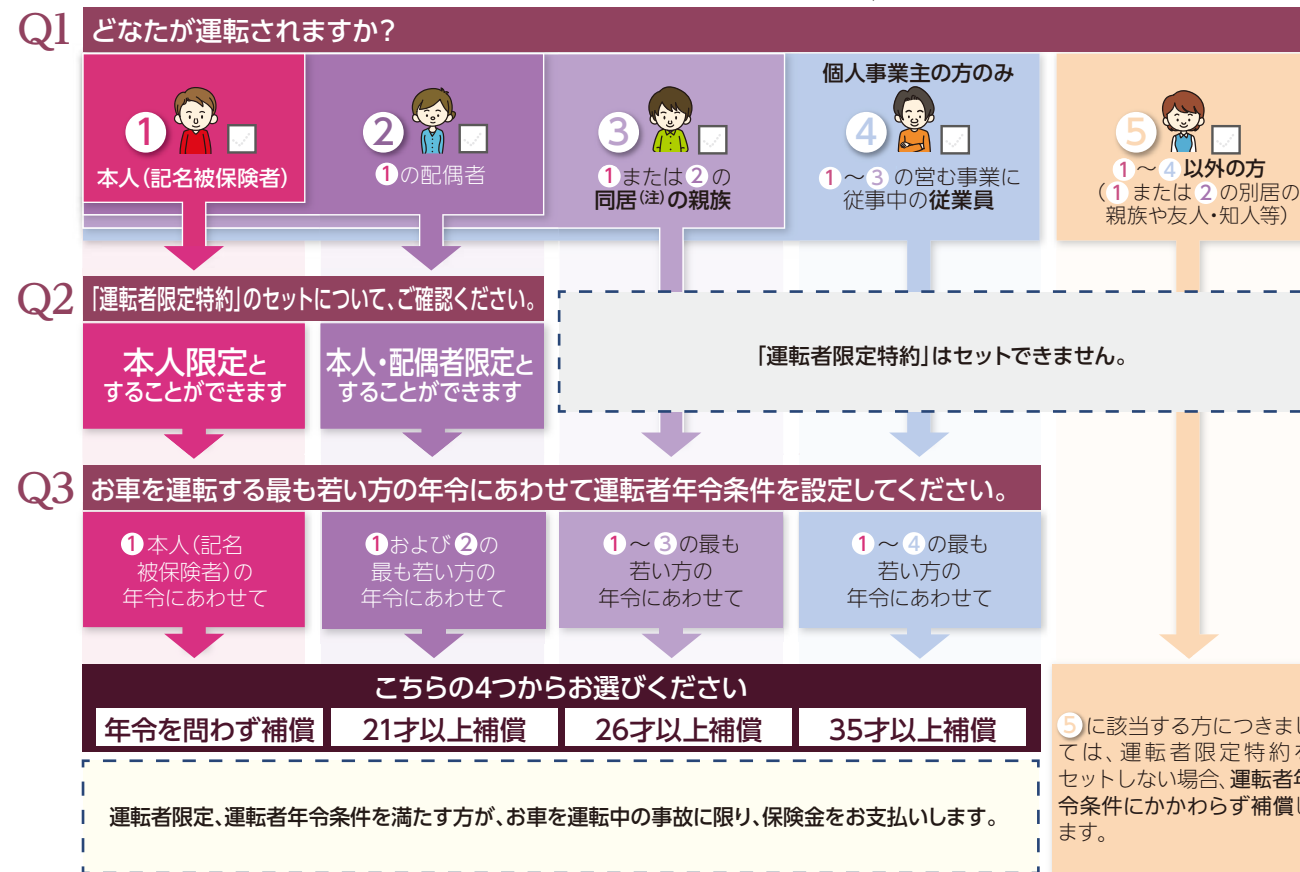 Q1 どなたが運転されますか?
1
本人(記名被保険者)
2
1の配偶者
3
1または2の
同居(注)の親族
個人事業主の方のみ
4
1～3の営む事業に
従事中の従業員
5
1～4以外の方
(1または2の別居の
親族や友人・知人等)
Q2 「運転者限定特約」のセットについて、ご確認ください。
本人限定と
することができます
本人・配偶者限定と
することができます
「運転者限定特約」はセットできません。
Q3 お車を運転する最も若い方の年令にあわせて運転者年令条件を設定してください。
1本人(記名
被保険者)の
年令にあわせて
1および2の
最も若い方の
年令にあわせて
1～3の最も
若い方の
年令にあわせて
1～4の最も
若い方の
年令にあわせて
こちらの4つからお選びください
年令を問わず補償
21才以上補償
26才以上補償
35才以上補償
運転者限定、運転者年令条件を満たす方が、お車を運転中の事故に限り、保険金をお支払いします。
5に該当する方につきまし
ては、運転者限定特約を
セットしない場合、運転者年
令条件にかかわらず補償し
ます。